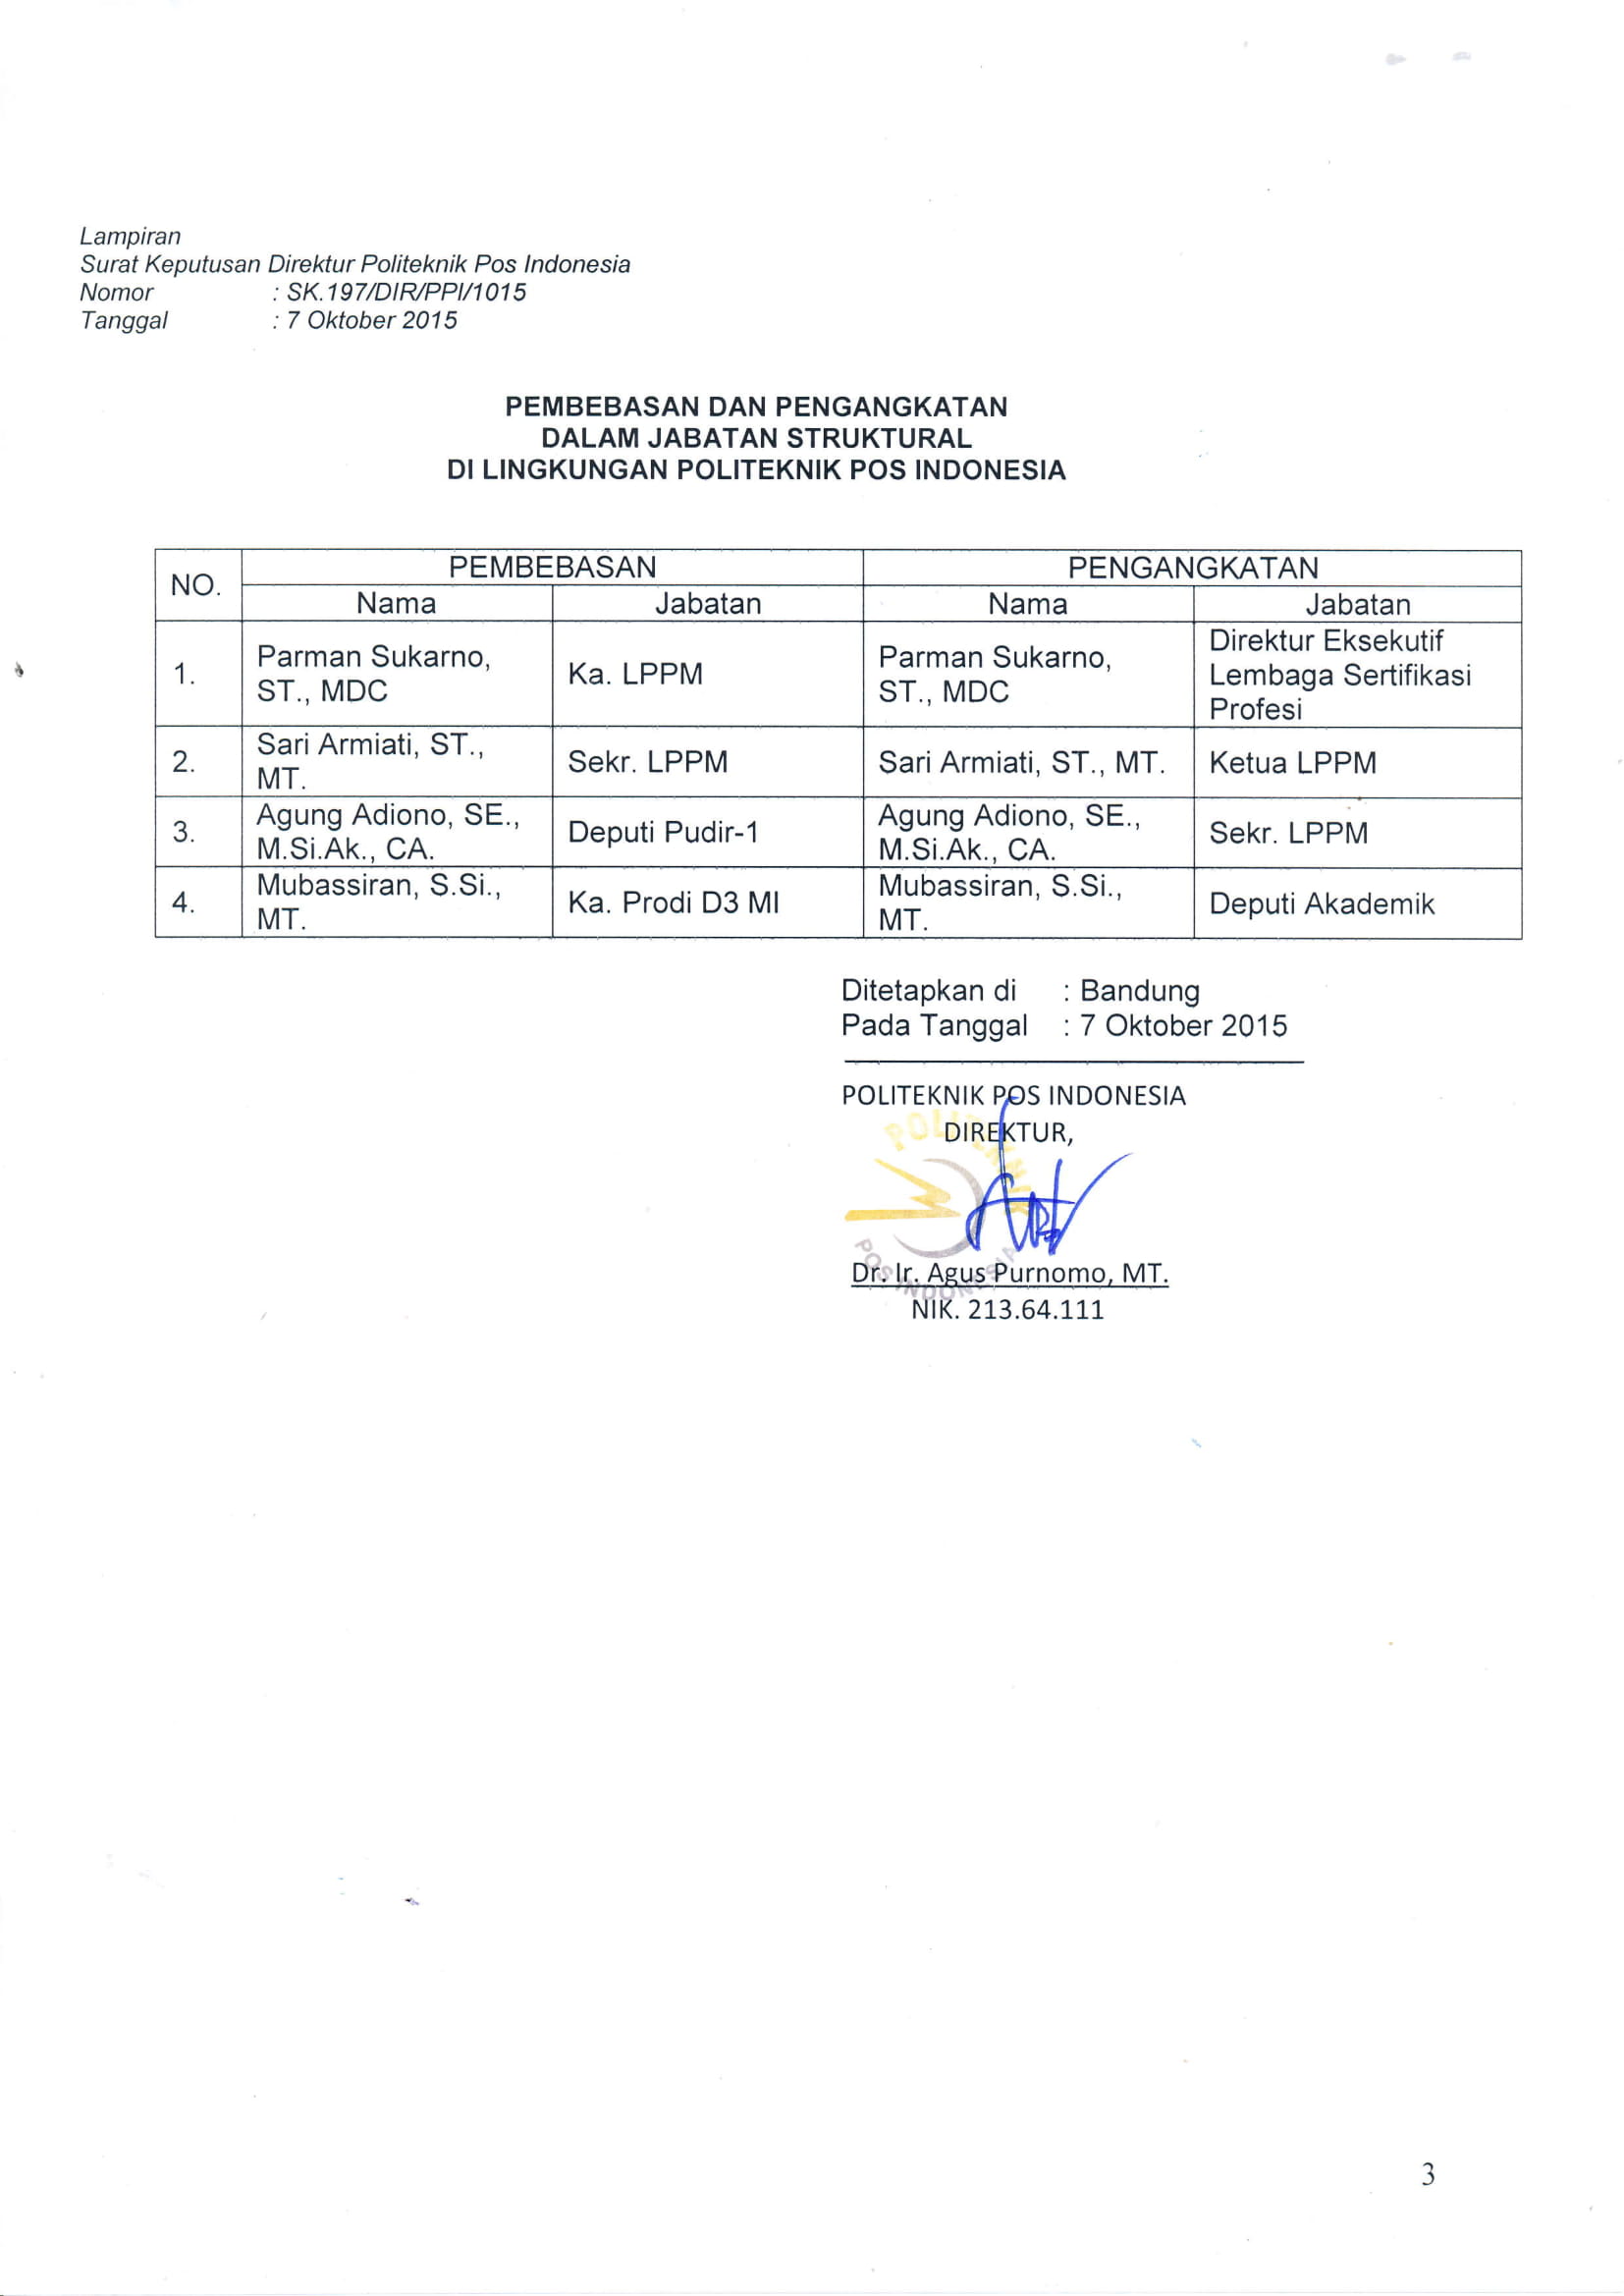 Lampiran
Surat Keputusan Direktur Politeknik Pos Indonesia
Nomor : SK.197/DIR/PPI/1015
Tanggal : 7 Oktober 2015
PEMBEBASAN DAN PENGANGKATAN
DALAM JABATAN STRUKTURAL
DI LINGKUNGAN POLITEKNIK POS INDONESIA
NO. PEMBEBASAN PENGANGKATAN
Nama Jabatan Nama Jabatan
1. Parman Sukarno, ST., MDC Ka. LPPM Parman Sukarno, ST., MDC Direktur Eksekutif Lembaga Sertifikasi Profesi
2. Sari Armiati, ST., MT. Sekr. LPPM Sari Armiati, ST., MT. Ketua LPPM
3. Agung Adiono, SE., M.Si.Ak., CA. Deputi Pudir-1 Agung Adiono, SE., M.Si.Ak., CA. Sekr. LPPM
4. Mubassiran, S.Si., MT. Ka. Prodi D3 MI Mubassiran, S.Si., MT. Deputi Akademik
Ditetapkan di : Bandung
Pada Tanggal : 7 Oktober 2015
POLITEKNIK POS INDONESIA
DIREKTUR,
POLITEKNIK
POS INDONESIA
Dr. Ir. Agus Purnomo, MT.
NIK. 213.64.111
3